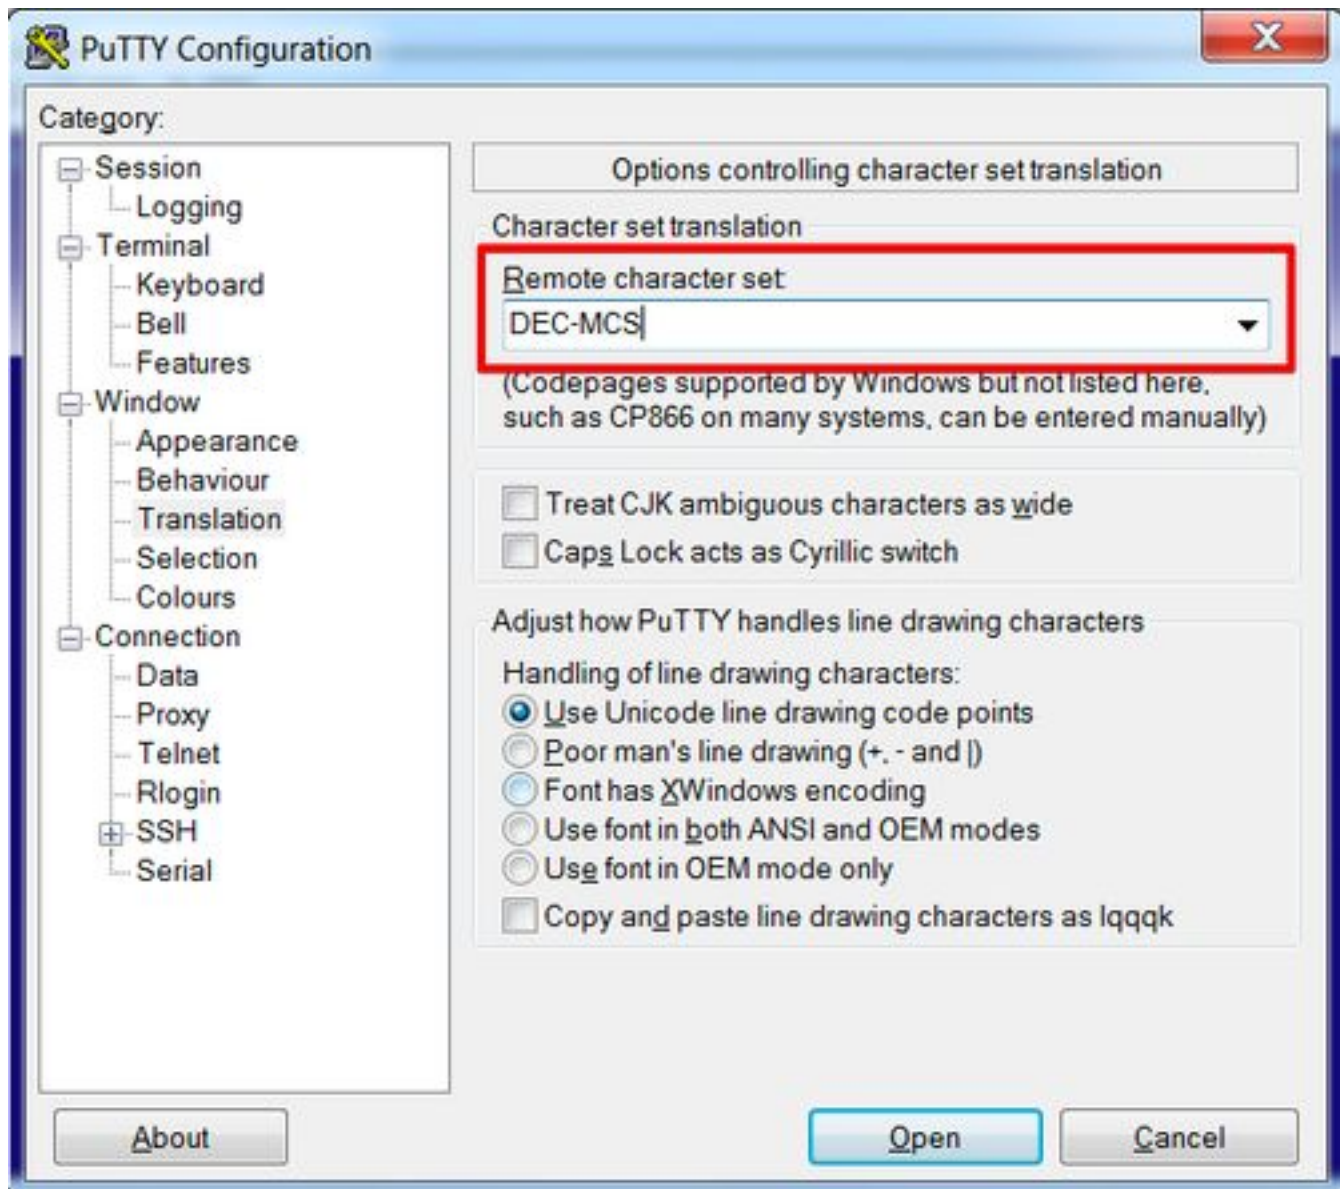 PuTTY Configuration
Category:
Session
Logging
Terminal
Keyboard
Bell
Features
Window
Appearance
Behaviour
Translation
Selection
Colours
Connection
Data
Proxy
Telnet
Rlogin
SSH
Serial
Options controlling character set translation
Character set translation
Remote character set:
DEC-MCS
(Codepages supported by Windows but not listed here,
such as CP866 on many systems, can be entered manually)
Treat CJK ambiguous characters as wide
Caps Lock acts as Cyrillic switch
Adjust how PuTTY handles line drawing characters
Handling of line drawing characters:
Use Unicode line drawing code points
Poor man's line drawing (+, - and |)
Font has XWindows encoding
Use font in both ANSI and OEM modes
Use font in OEM mode only
Copy and paste line drawing characters as lqqqk
About
Open
Cancel